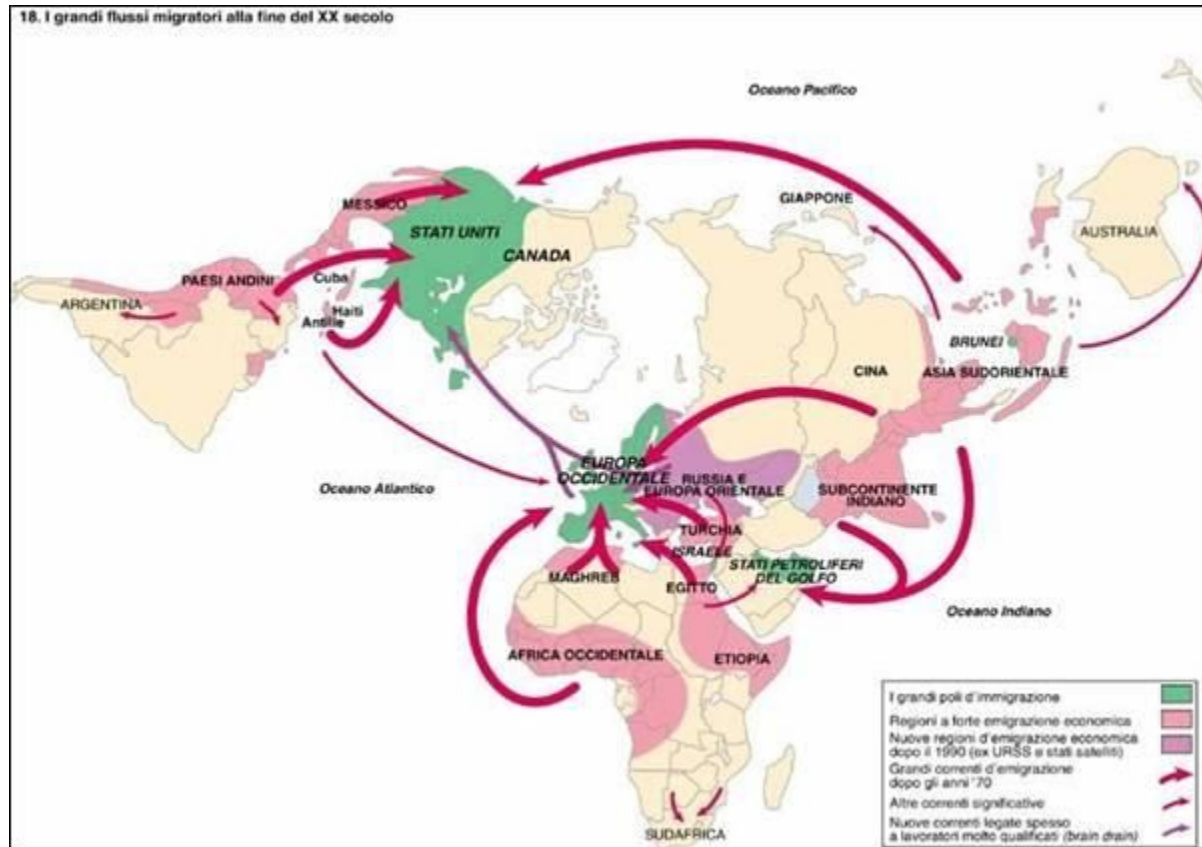 18. I grandi flussi migratori alla fine del XX secolo
Oceano Pacifico
MESSICO
GIAPPONE
STATI UNITI
AUSTRALIA
CANADA
PAESI ANDINI
Cuba
ARGENTINA
Haiti
Antille
BRUNEI
CINA
ASIA SUDORIENTALE
EUROPA
OCCIDENTALE
Oceano Atlantico
RUSSIA E
EUROPA ORIENTALE
SUBCONTINENTE
INDIANO
TURCHIA
ISRAELE
STATI PETROLIFERI
DEL GOLFO
MAGHREB
EGITTO
Oceano Indiano
AFRICA OCCIDENTALE
ETIOPIA
SUDAFRICA
I grandi poli d'immigrazione
Regioni a forte emigrazione economica
Nuove regioni d'emigrazione economica
dopo il 1990 (ex URSS e stati satelliti)
Grandi correnti d'emigrazione
dopo gli anni '70
Altre correnti significative
Nuove correnti legate spesso
a lavoratori molto qualificati (brain drain)